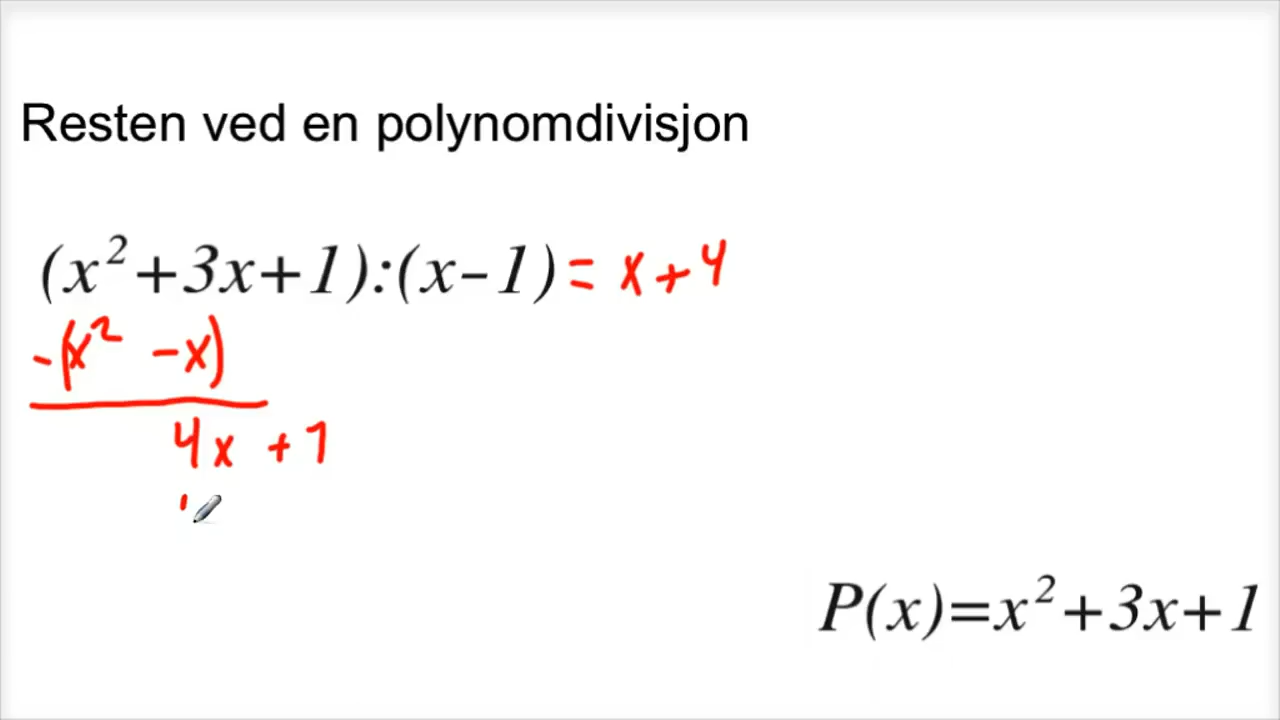 Resten ved en polynomdivisjon
(x²+3x+1):(x-1) = x+4
-(x² -x)
4x +1
P(x)=x²+3x+1